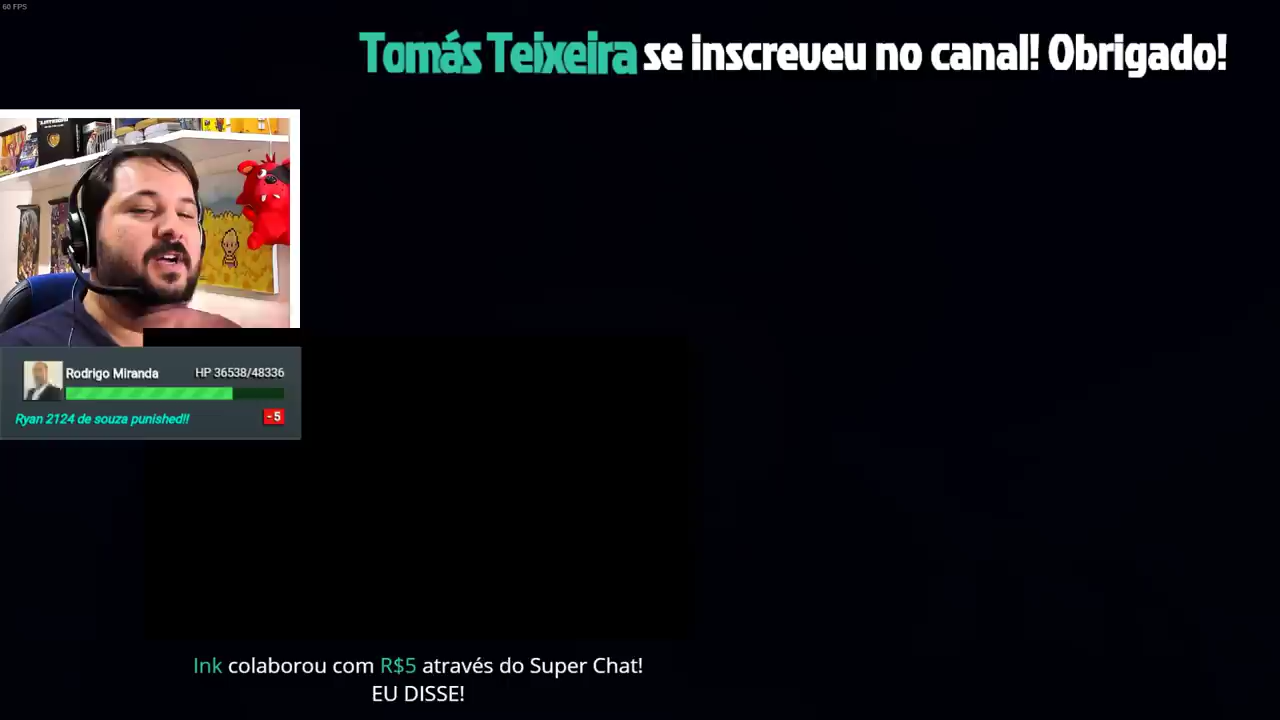 60 FPS
Tomás Teixeira se inscreveu no canal! Obrigado!
Rodrigo Miranda HP 36538/48336
Ryan 2124 de souza punished!! -5
Ink colaborou com R$5 através do Super Chat!
EU DISSE!